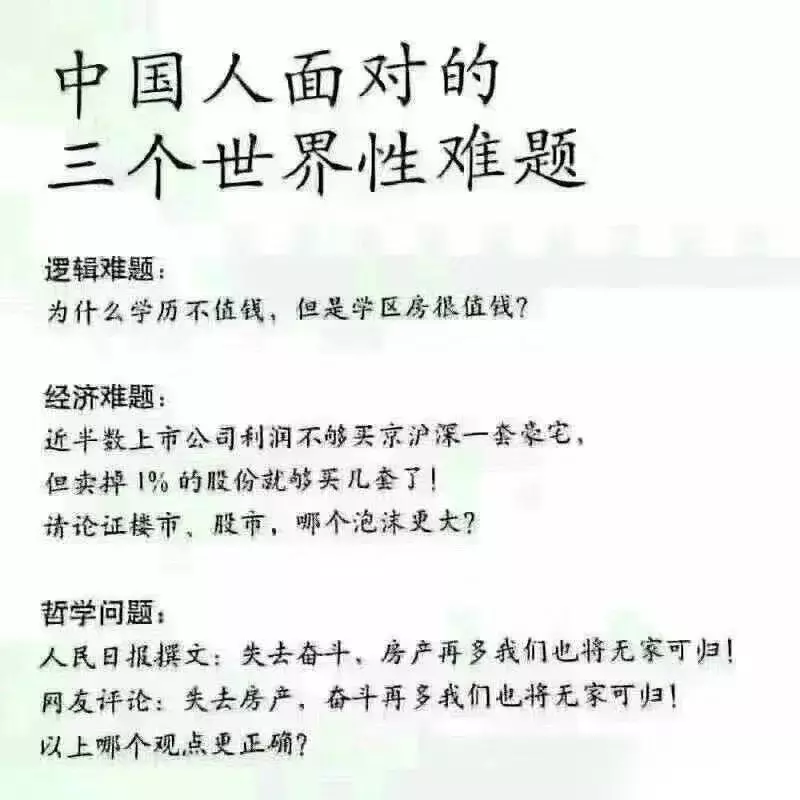 中国人面对的
三个世界性难题
逻辑难题：
为什么学历不值钱，但是学区房很值钱？
经济难题：
近半数上市公司利润不够买京沪深一套豪宅，
但卖掉1%的股份就够买几套了！
请论证楼市、股市，哪个泡沫更大？
哲学问题：
人民日报撰文：失去奋斗，房产再多我们也将无家可归！
网友评论：失去房产，奋斗再多我们也将无家可归！
以上哪个观点更正确？